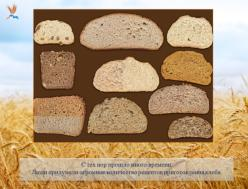 С тех пор прошло много времени.
Люди придумали огромное количество рецептов приготовления хлеба.